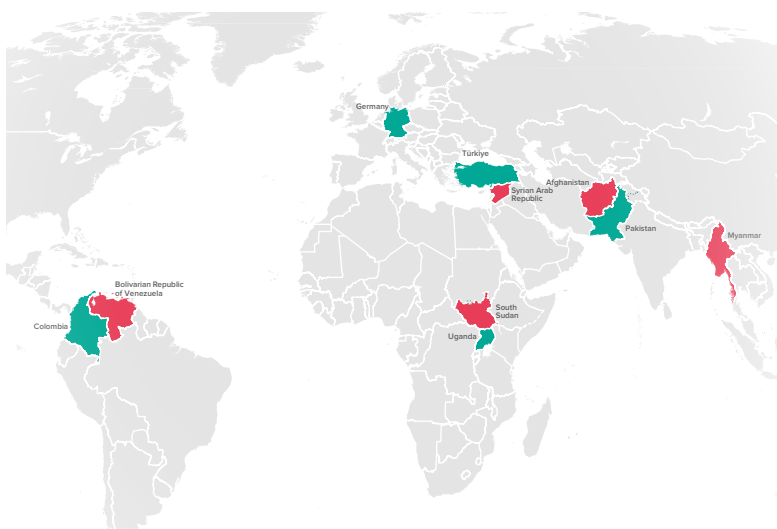 Germany
Türkiye
Syrian Arab
Republic
Afghanistan
Pakistan
Myanmar
Bolivarian Republic
of Venezuela
Colombia
South
Sudan
Uganda